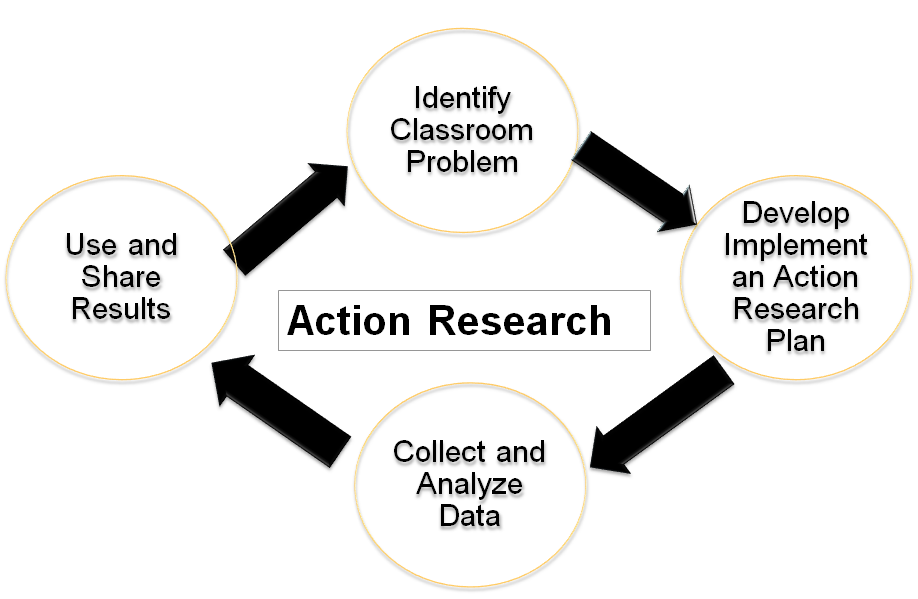 Identify
Classroom
Problem
Develop
Implement
an Action
Research
Plan
Use and
Share
Results
Action Research
Collect and
Analyze
Data